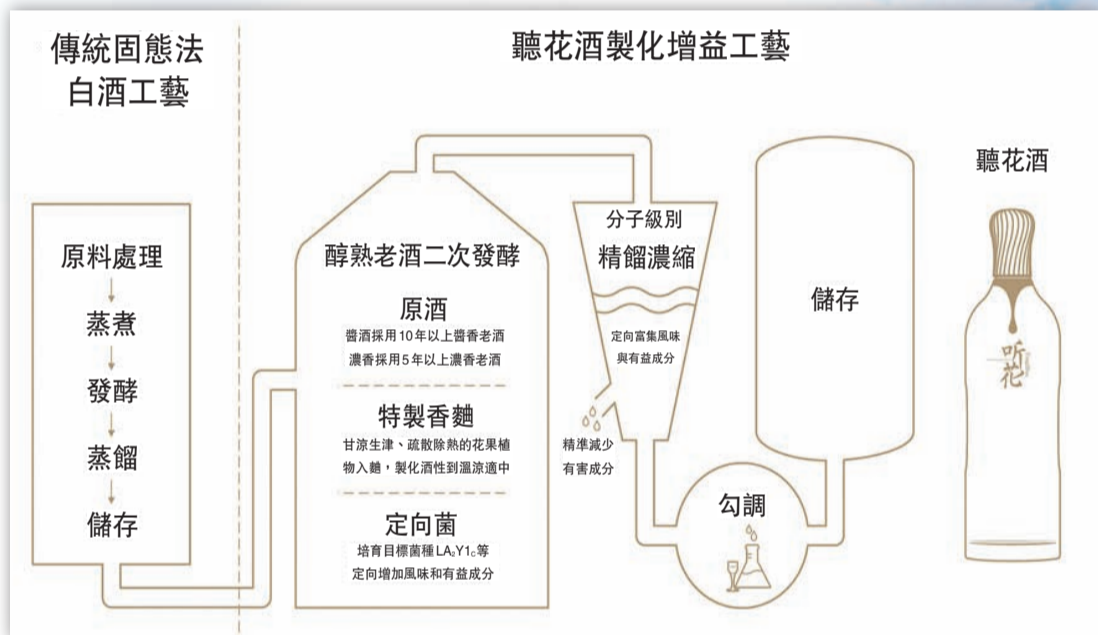 傳統固態法
白酒工藝
聽花酒製化增益工藝
原料處理
蒸煮
發酵
蒸餾
儲存
醇熟老酒二次發酵
原酒
醬酒採用10年以上醬香老酒
濃香採用5年以上濃香老酒
特製香麯
甘涼生津、疏散除熱的花果植
物入麯，製化酒性到溫涼適中
定向菌
培育目標菌種LA₂Y1c等
定向增加風味和有益成分
分子級別
精餾濃縮
定向富集風味
與有益成分
精準減少
有害成分
勾調
儲存
聽花酒
听花